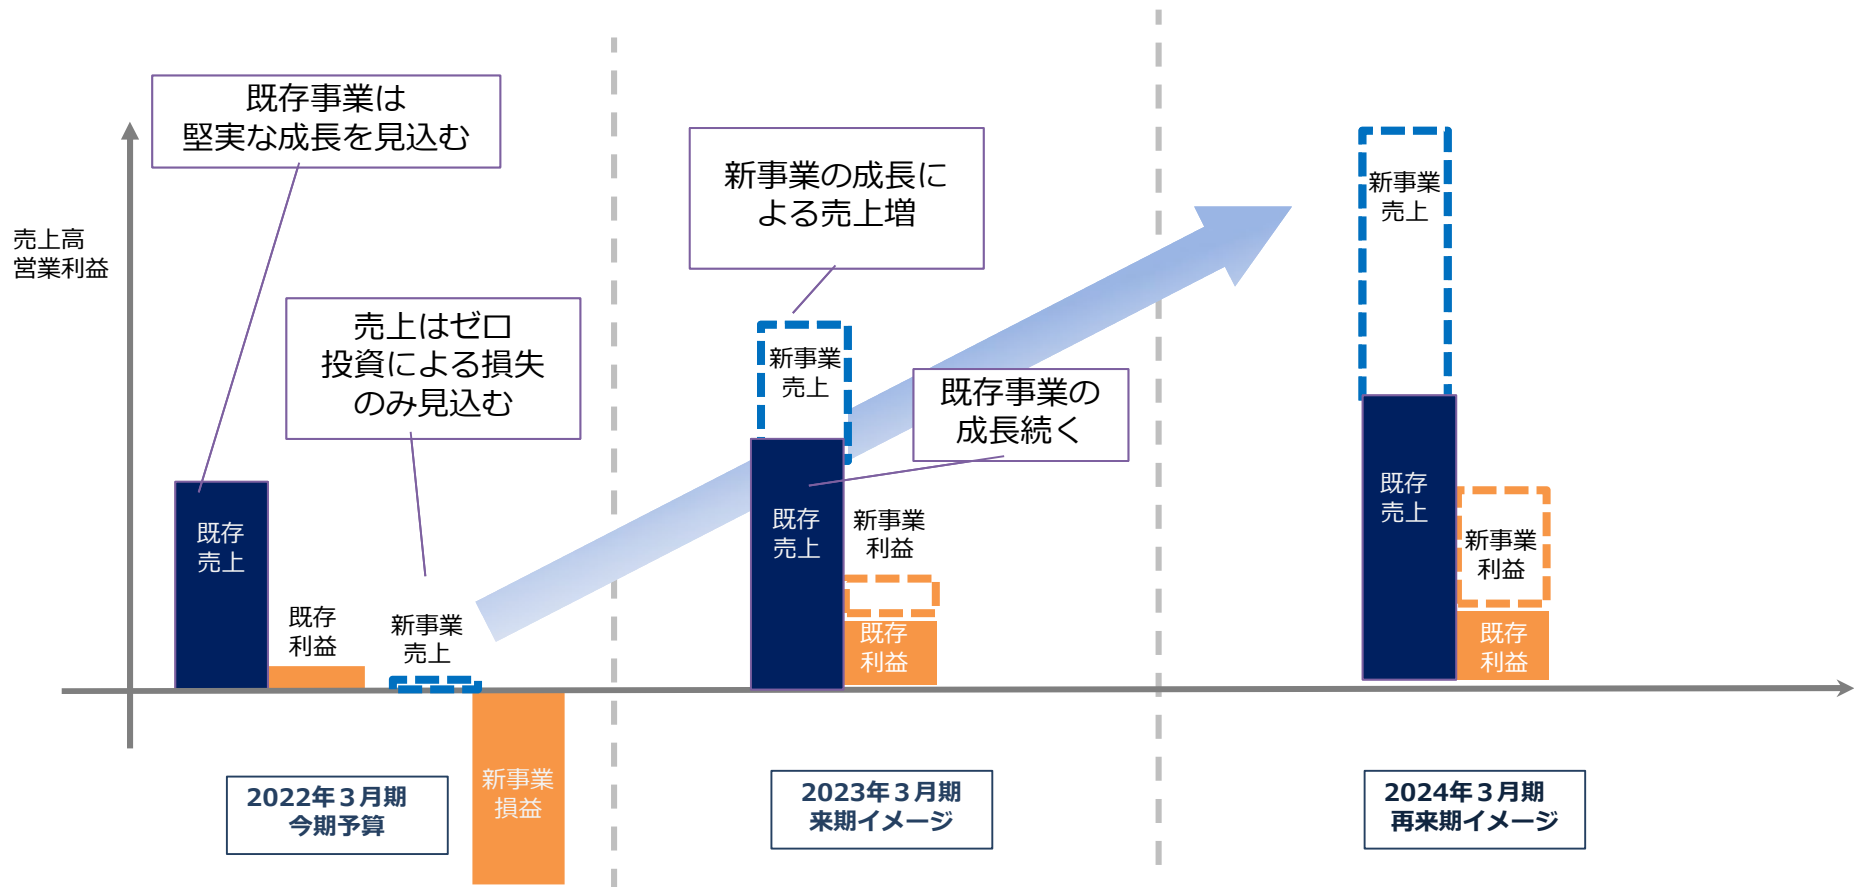 既存事業は
堅実な成長を見込む
売上高
営業利益
売上はゼロ
投資による損失
のみ見込む
既存
売上
既存
利益
新事業
売上
新事業
損益
2022年３月期
今期予算
新事業の成長に
よる売上増
新事業
売上
既存事業の
成長続く
既存
売上
新事業
利益
既存
利益
2023年３月期
来期イメージ
新事業
売上
既存
売上
新事業
利益
既存
利益
2024年３月期
再来期イメージ